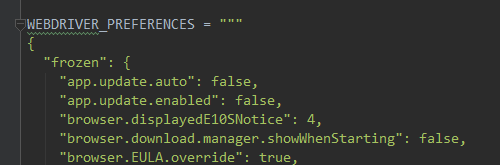 WEBDRIVER_PREFERENCES = """
{
"frozen": {
"app.update.auto": false,
"app.update.enabled": false,
"browser.displayedE10SNotice": 4,
"browser.download.manager.showWhenStarting": false,
"browser.EULA.override": true,